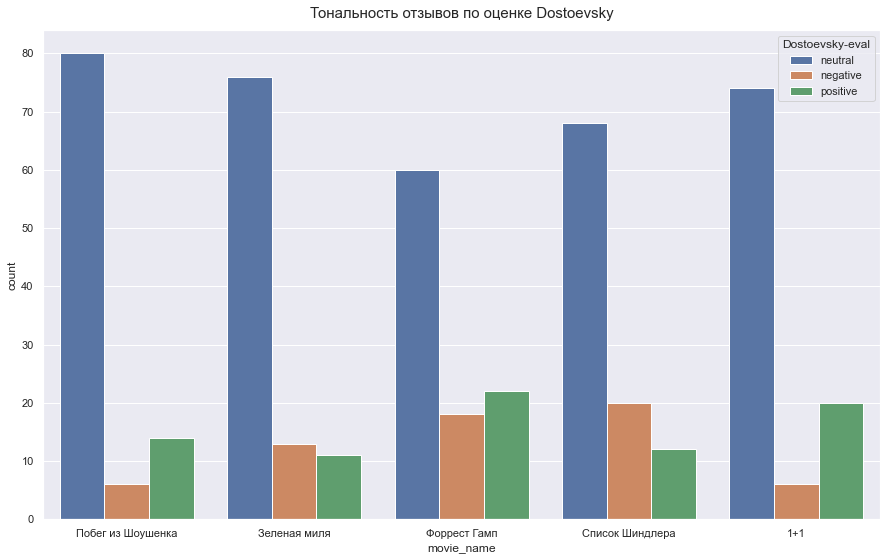 Тональность отзывов по оценке Dostoevsky
Dostoevsky-eval
neutral
negative
positive
count
80
70
60
50
40
30
20
10
0
Побег из Шоушенка
Зеленая миля
Форрест Гамп
Список Шиндлера
1+1
movie_name